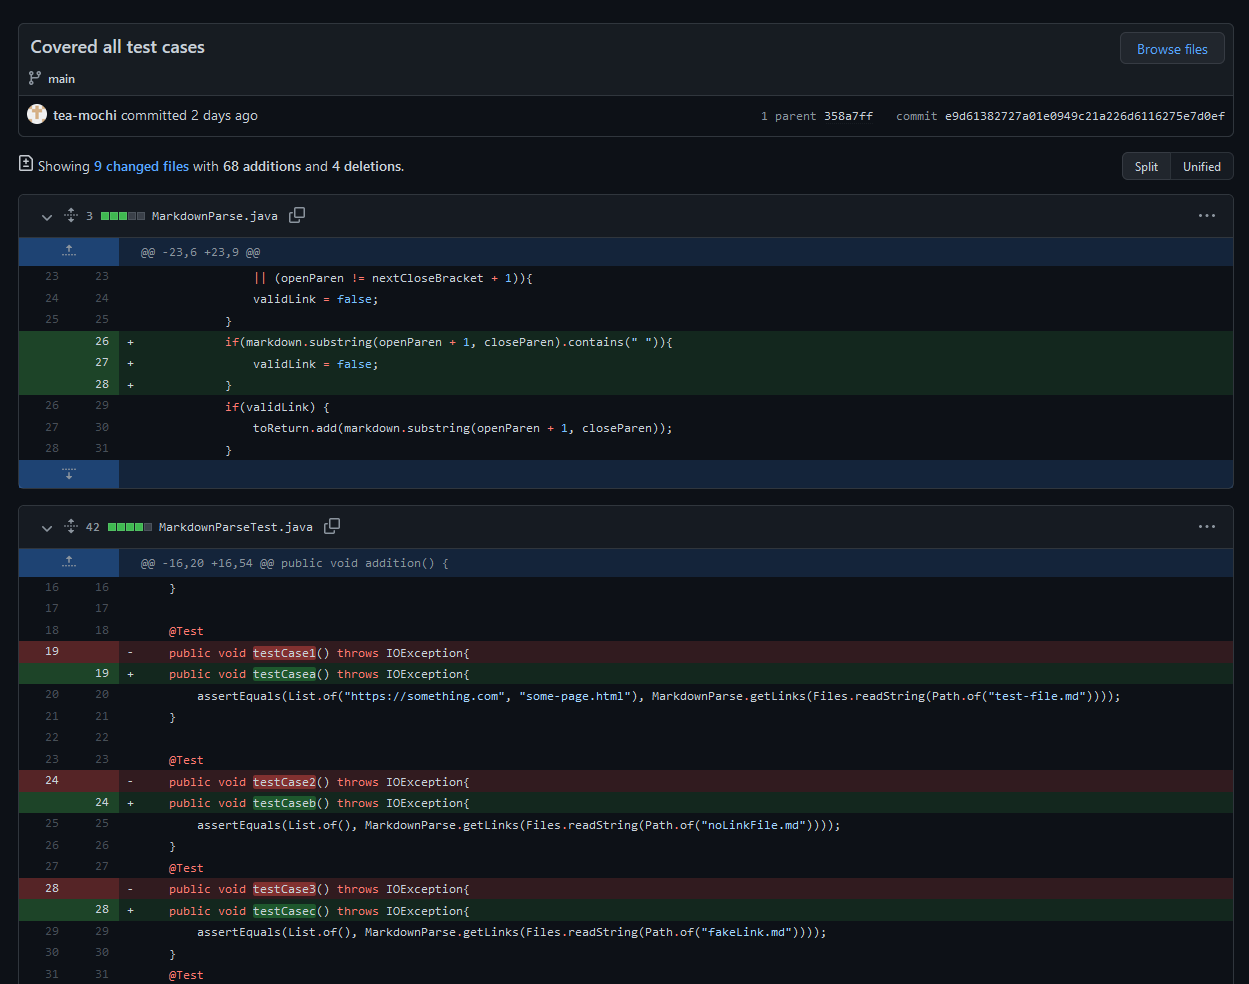 Covered all test cases
Browse files
main
tea-mochi committed 2 days ago
1 parent 358a7ff commit e9d61382727a01e0949c21a226d6116275e7d0ef
Showing 9 changed files with 68 additions and 4 deletions.
Split Unified
3 MarkdownParse.java
@@ -23,6 +23,9 @@
23 23 || (openParen != nextCloseBracket + 1)){
24 24 validLink = false;
25 25 }
26 + if(markdown.substring(openParen + 1, closeParen).contains(" ")){
27 + validLink = false;
28 + }
26 29 if(validLink) {
27 30 toReturn.add(markdown.substring(openParen + 1, closeParen));
28 31 }
42 MarkdownParseTest.java
@@ -16,20 +16,54 @@ public void addition() {
16 16 }
17 17
18 18 @Test
19 - public void testCase1() throws IOException{
19 + public void testCasea() throws IOException{
20 20 assertEquals(List.of("https://something.com", "some-page.html"), MarkdownParse.getLinks(Files.readString(Path.of("test-file.md"))));
21 21 }
22 22
23 23 @Test
24 - public void testCase2() throws IOException{
24 + public void testCaseb() throws IOException{
25 25 assertEquals(List.of(), MarkdownParse.getLinks(Files.readString(Path.of("noLinkFile.md"))));
26 26 }
27 27 @Test
28 - public void testCase3() throws IOException{
28 + public void testCasec() throws IOException{
29 29 assertEquals(List.of(), MarkdownParse.getLinks(Files.readString(Path.of("fakeLink.md"))));
30 30 }
31 31 @Test